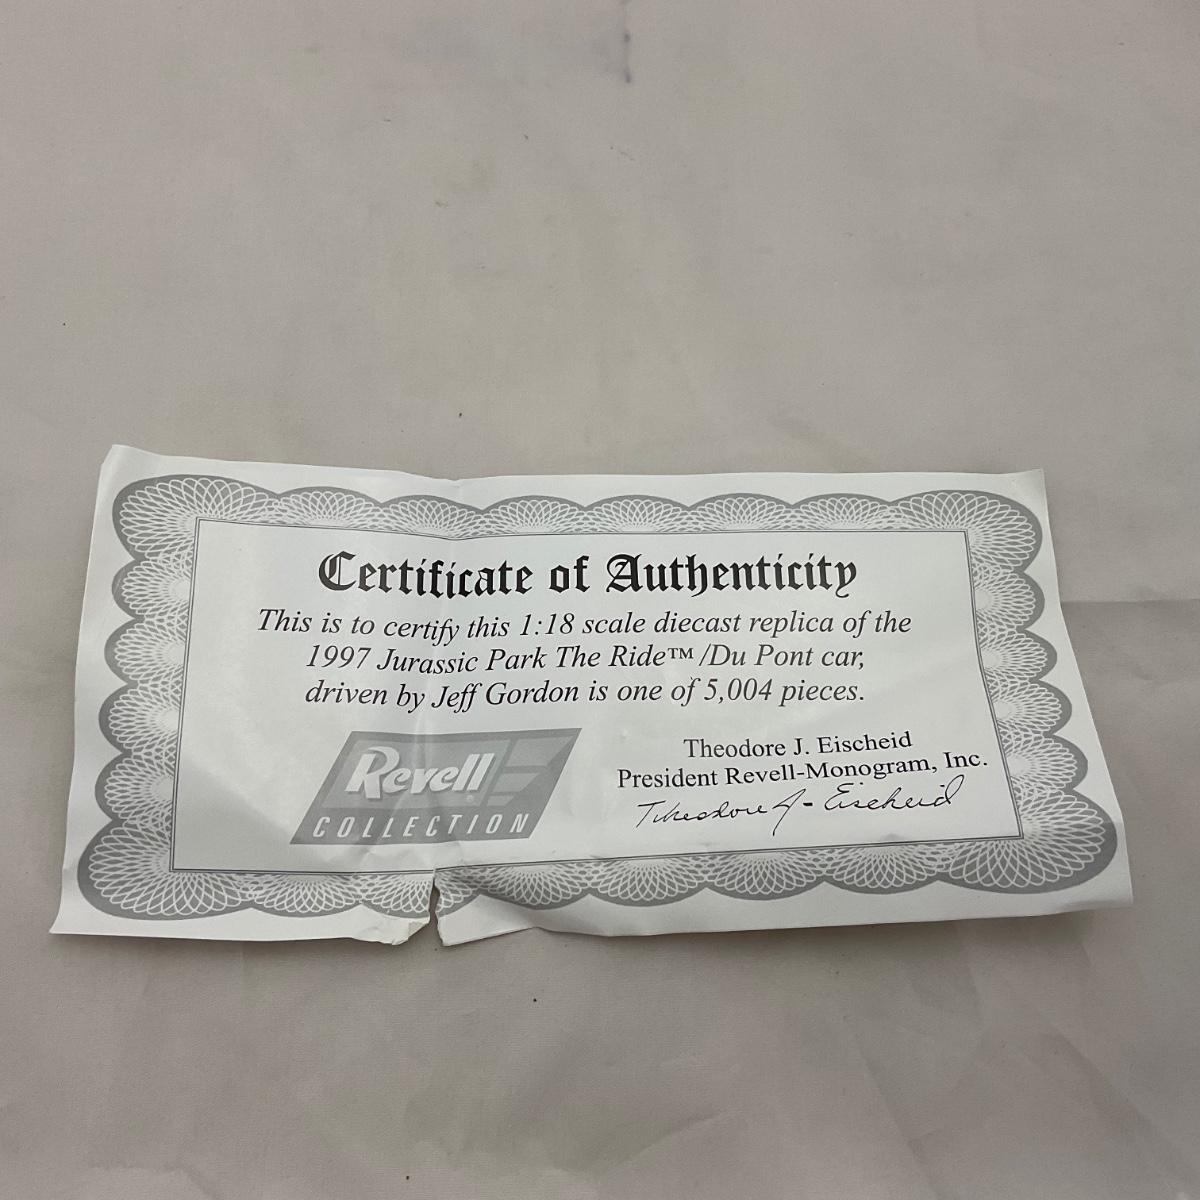 Certificate of Authenticity
This is to certify this 1:18 scale diecast replica of the
1997 Jurassic Park The Ride™ /Du Pont car,
driven by Jeff Gordon is one of 5,004 pieces.
Revell
COLLECTION
Theodore J. Eischeid
President Revell-Monogram, Inc.
Theodore J- Eischeid